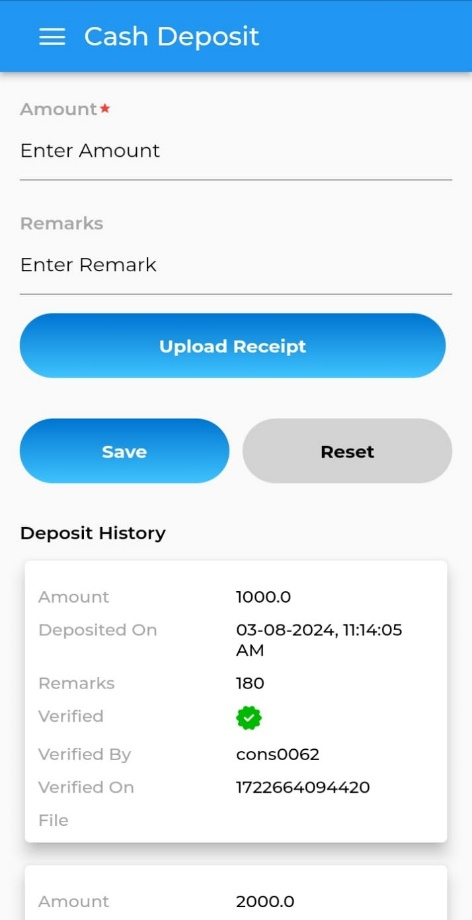 Cash Deposit
Amount*
Enter Amount
Remarks
Enter Remark
Upload Receipt
Save Reset
Deposit History
Amount 1000.0
Deposited On 03-08-2024, 11:14:05
AM
Remarks 180
Verified
Verified By cons0062
Verified On 1722664094420
File
Amount 2000.0